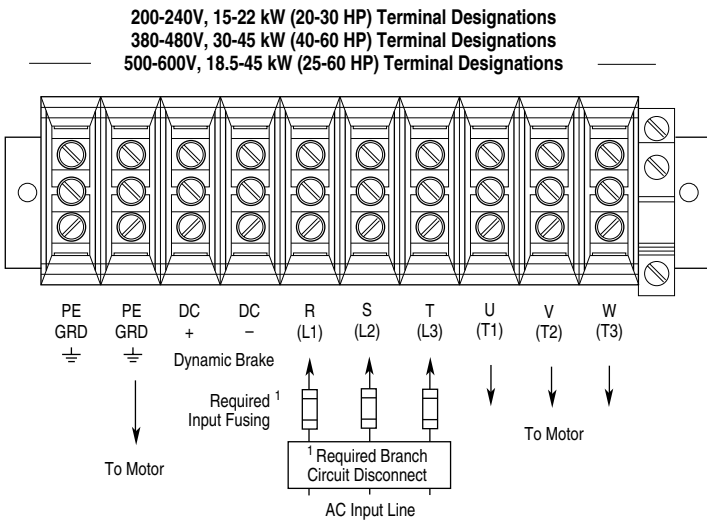 200-240V, 15-22 kW (20-30 HP) Terminal Designations
380-480V, 30-45 kW (40-60 HP) Terminal Designations
500-600V, 18.5-45 kW (25-60 HP) Terminal Designations
PE PE DC DC R S T U V W
GRD GRD + – (L1) (L2) (L3) (T1) (T2) (T3)
Dynamic Brake
Required 1
Input Fusing
To Motor
1 Required Branch
Circuit Disconnect
To Motor
AC Input Line